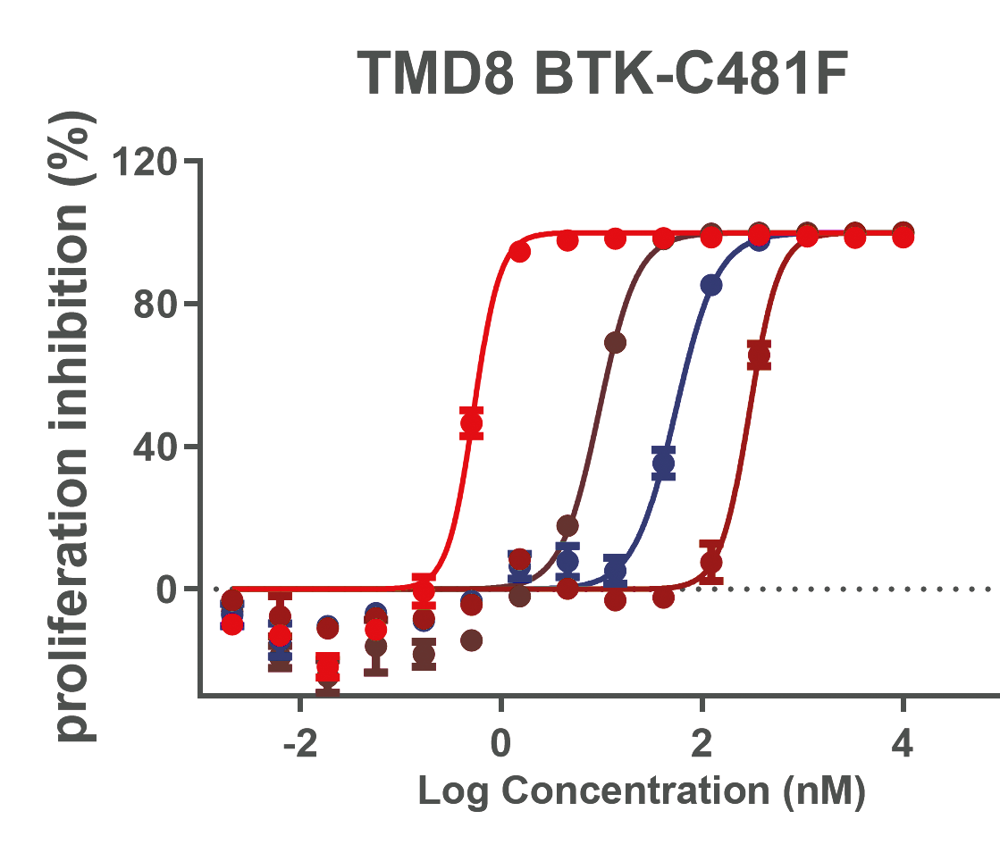 TMD8 BTK-C481F
proliferation inhibition (%)
120
80
40
0
-2
0
2
4
Log Concentration (nM)